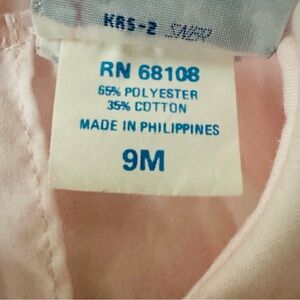 KRS-2
RN 68108
65% POLYESTER
35% COTTON
MADE IN PHILIPPINES
9M